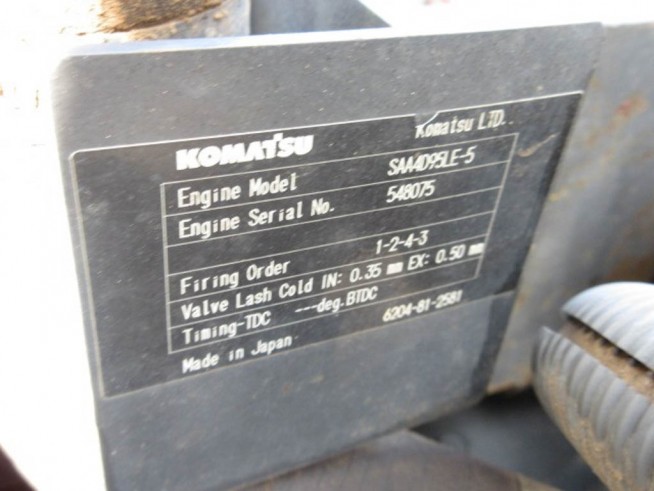 KOMATSU Komatsu LTD.
Engine Model SAA4D95LE-5
Engine Serial No. 548075
Firing Order 1-2-4-3
Valve Lash Cold IN: 0.35 mm EX: 0.50 mm
Timing-TDC ---deg.BTDC
Made in Japan 6204-81-2581